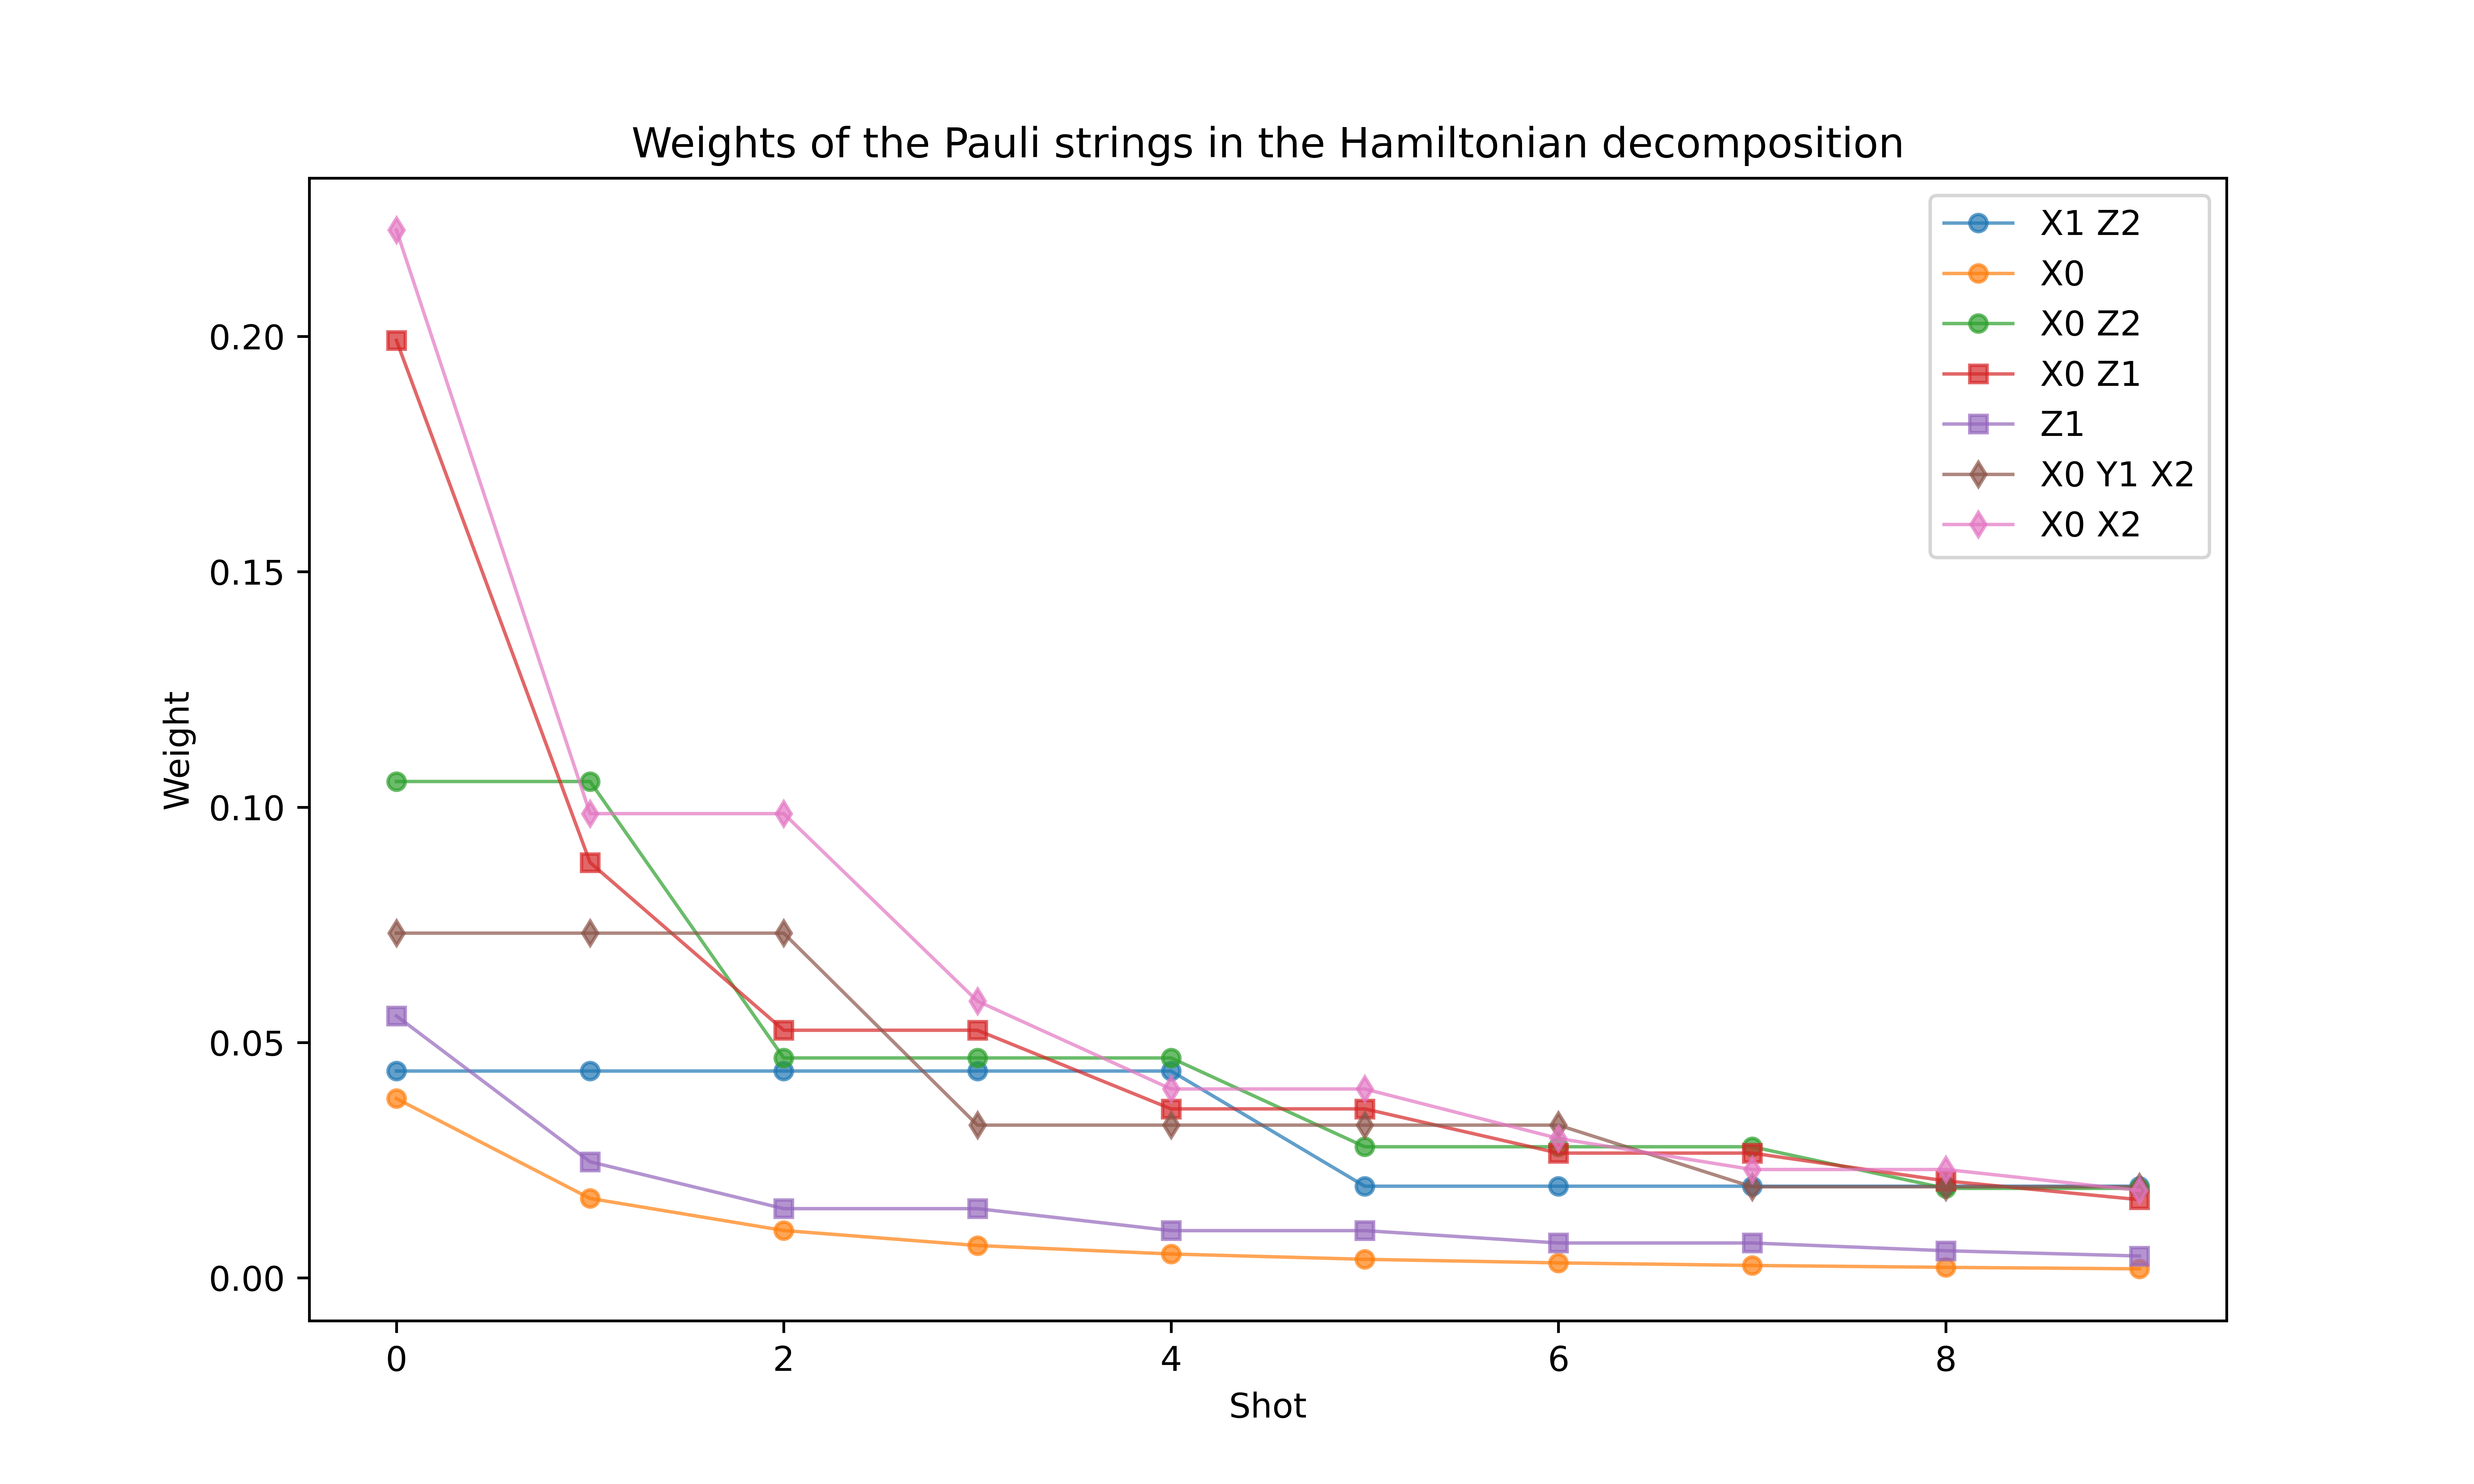 Weights of the Pauli strings in the Hamiltonian decomposition
X1 Z2
X0
X0 Z2
X0 Z1
Z1
X0 Y1 X2
X0 X2
Weight
0.20
0.15
0.10
0.05
0.00
0 2 4 6 8
Shot